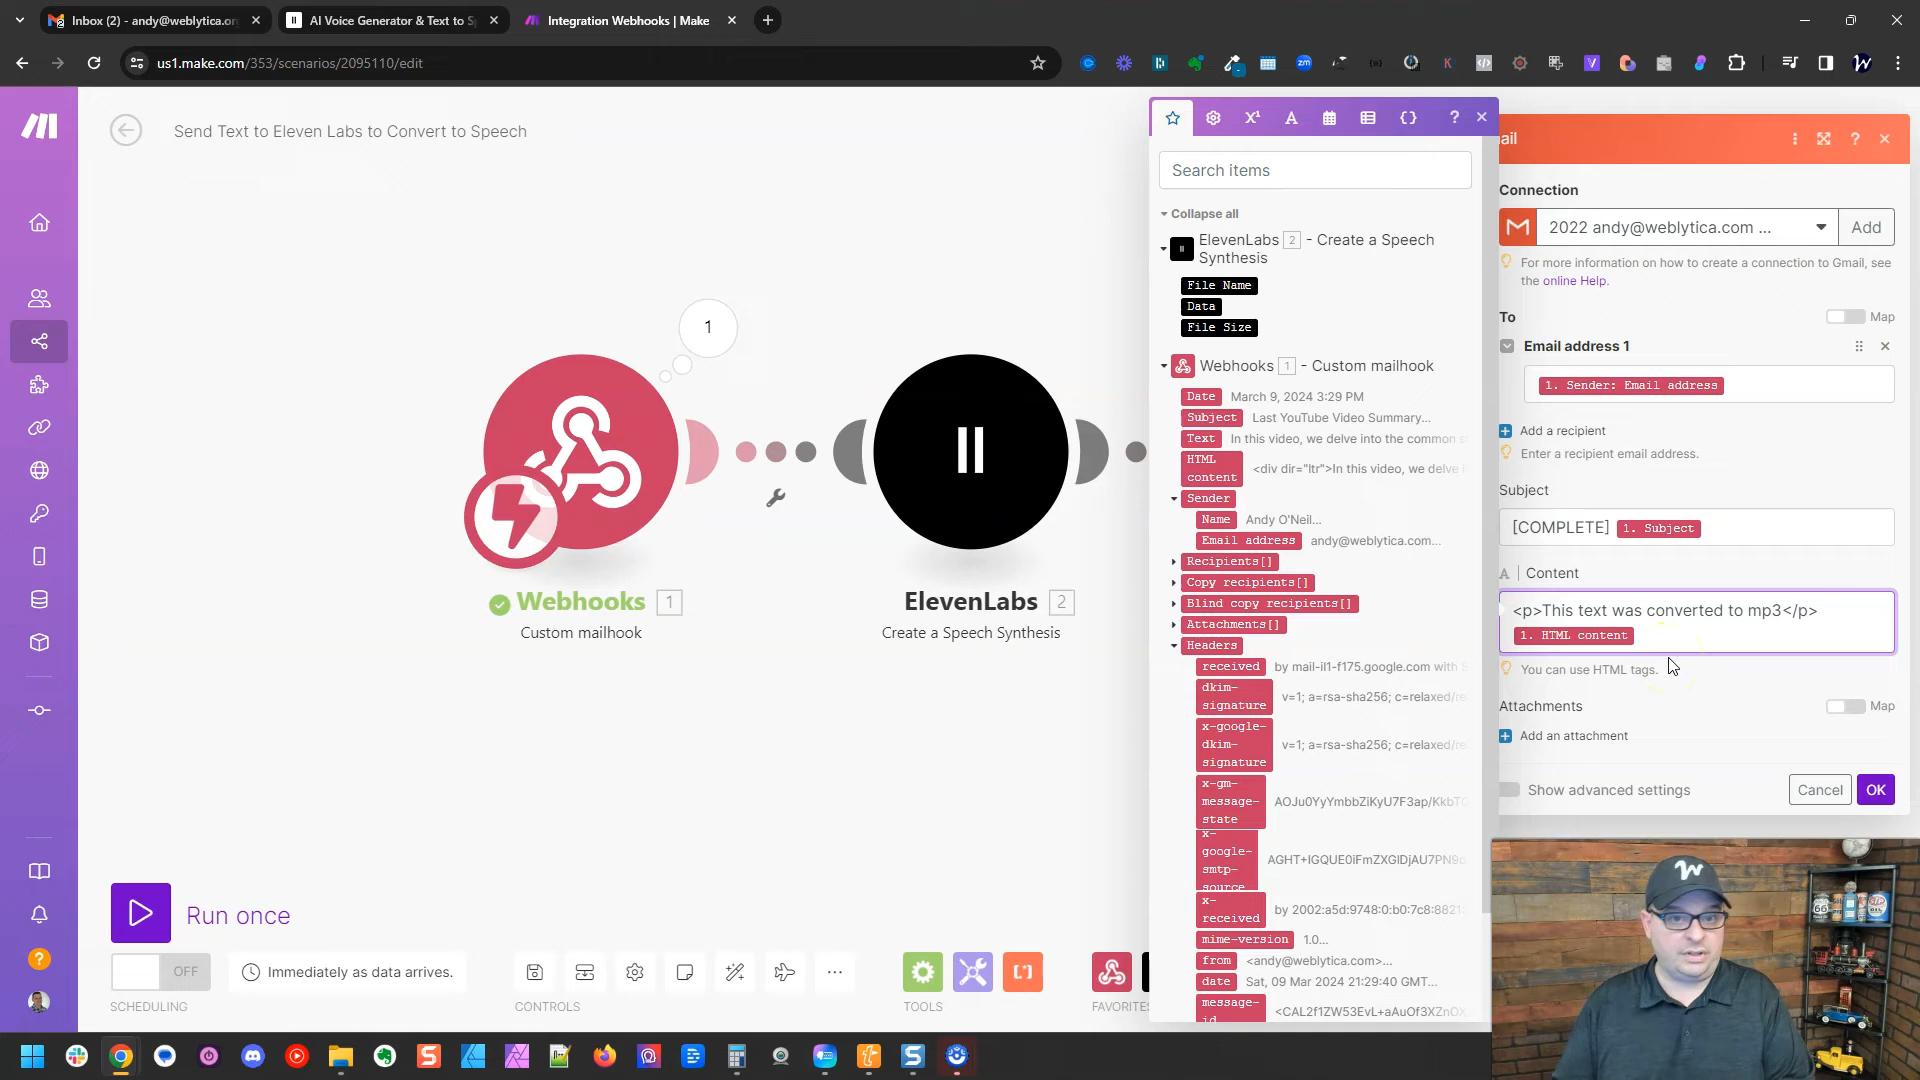 Inbox (2) - andy@weblytica.or
AI Voice Generator & Text to S
Integration Webhooks | Make
us1.make.com/353/scenarios/2095110/edit
Send Text to Eleven Labs to Convert to Speech
1
Webhooks 1
Custom mailhook
ElevenLabs 2
Create a Speech Synthesis
Run once
OFF
Immediately as data arrives.
SCHEDULING
CONTROLS
TOOLS
FAVORITES
Search items
Collapse all
ElevenLabs 2 - Create a Speech
Synthesis
File Name
Data
File Size
Webhooks 1 - Custom mailhook
Date March 9, 2024 3:29 PM
Subject Last YouTube Video Summary...
Text In this video, we delve into the common s
HTML
content <div dir="ltr">In this video, we delve i
Sender
Name Andy O'Neil...
Email address andy@weblytica.com...
Recipients[]
Copy recipients[]
Blind copy recipients[]
Attachments[]
Headers
received by mail-il1-f175.google.com with S
dkim-
signature v=1; a=rsa-sha256; c=relaxed/re
x-google-
dkim-
signature v=1; a=rsa-sha256; c=relaxed/re
x-gm-
message-
state AOJu0YyYmbbZiKyU7F3ap/KkbTC
x-
google-
smtp-
source AGHT+IGQUE0iFmZXGlDjAU7PN9c
x-
received by 2002:a5d:9748:0:b0:7c8:8821:
mime-version 1.0...
from <andy@weblytica.com>...
date Sat, 09 Mar 2024 21:29:40 GMT...
message-
id <CAL2f1ZW53EvL+aAuOf3XZnOX
ail
Connection
2022 andy@weblytica.com ...
Add
For more information on how to create a connection to Gmail, see
the online Help.
To
Map
Email address 1
1. Sender: Email address
Add a recipient
Enter a recipient email address.
Subject
[COMPLETE] 1. Subject
A | Content
<p>This text was converted to mp3</p>
1. HTML content
You can use HTML tags.
Attachments
Map
Add an attachment
Show advanced settings
Cancel
OK